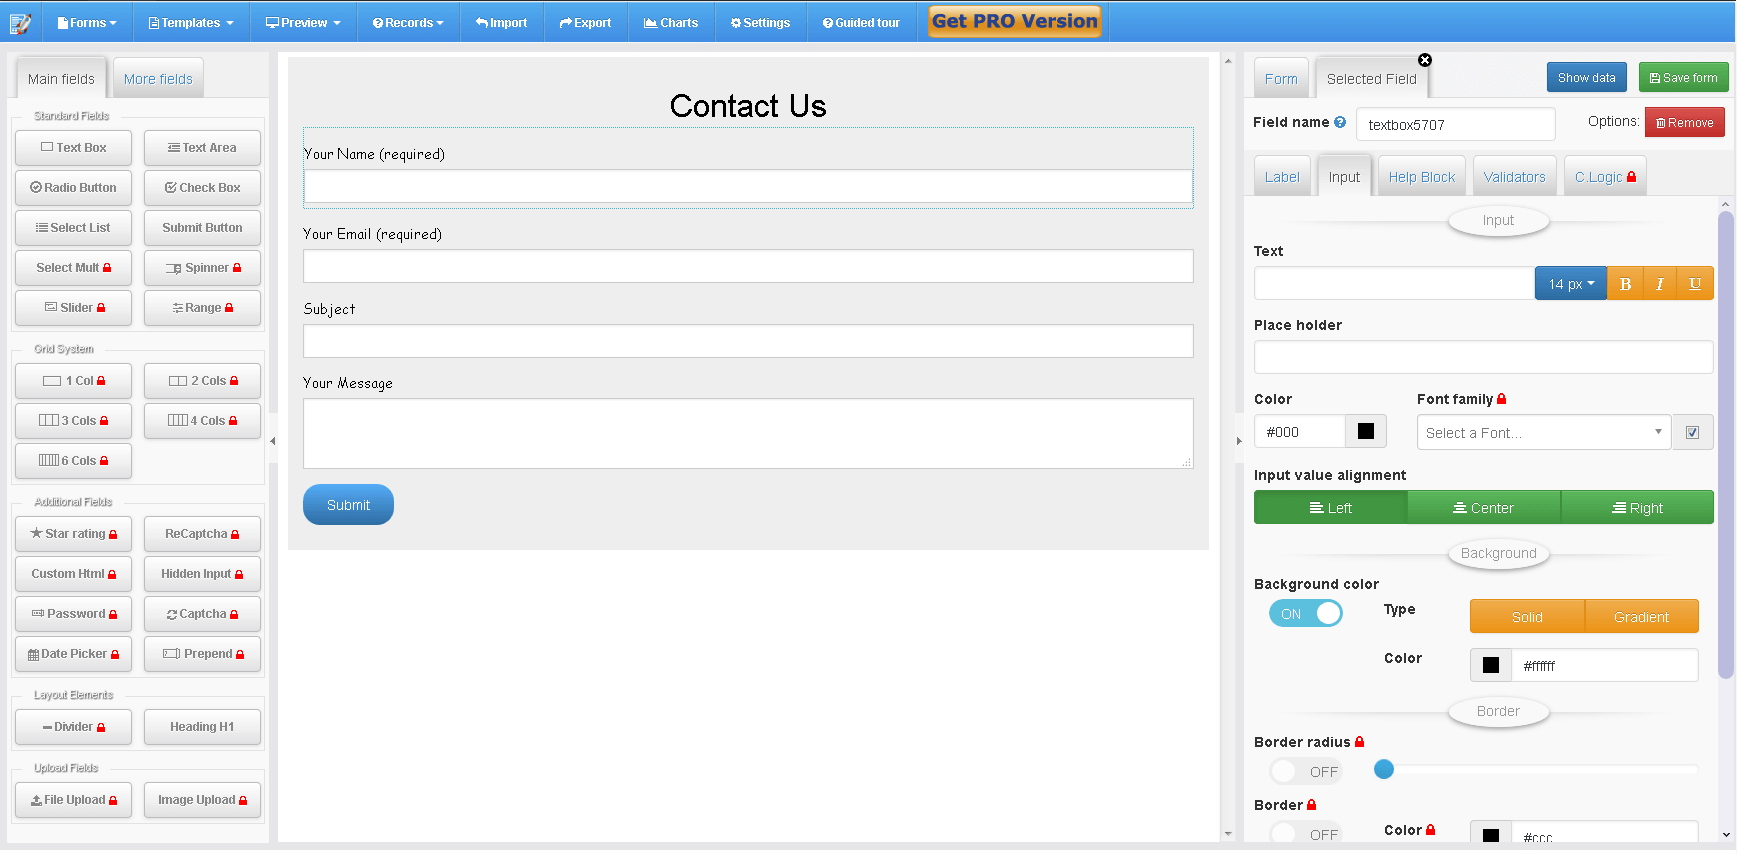 Forms Templates Preview Records Import Export Charts Settings Guided tour Get PRO Version
Main fields More fields
Standard Fields
Text Box Text Area
Radio Button Check Box
Select List Submit Button
Select Mult Spinner
Slider Range
Grid System
1 Col 2 Cols
3 Cols 4 Cols
6 Cols
Additional Fields
Star rating ReCaptcha
Custom Html Hidden Input
Password Captcha
Date Picker Prepend
Layout Elements
Divider Heading H1
Upload Fields
File Upload Image Upload
Contact Us
Your Name (required)
Your Email (required)
Subject
Your Message
Submit
Form Selected Field Show data Save form
Field name textbox5707 Options: Remove
Label Input Help Block Validators C.Logic
Input
Text
14 px B I U
Place holder
Color Font family
#000 Select a Font...
Input value alignment
Left Center Right
Background
Background color
ON Type Solid Gradient
Color #ffffff
Border
Border radius
OFF
Border
OFF Color #ccc